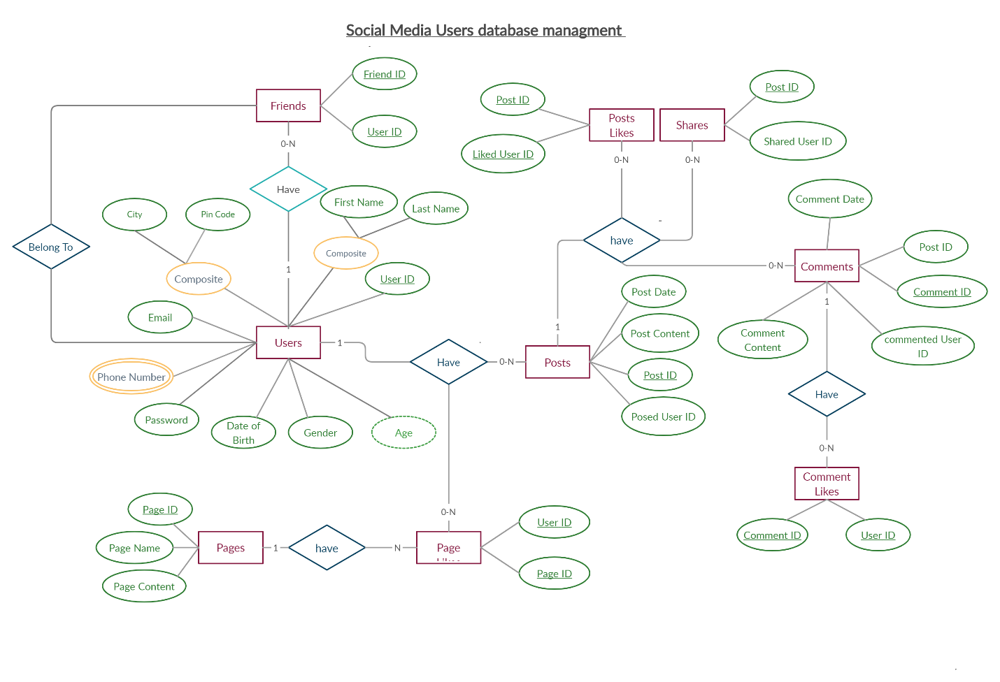 Social Media Users database managment
Friend ID
Friends
User ID
0-N
Have
Post ID
Liked User ID
Posts
Likes
Shares
Post ID
Shared User ID
0-N
0-N
City
Pin Code
First Name
Last Name
Composite
Composite
User ID
Belong To
1
Email
Phone Number
Password
Users
Date of
Birth
Gender
Age
1
Have
0-N
have
-
1
Posts
Post Date
Post Content
Post ID
Posed User ID
0-N
Comment Date
Comments
Post ID
Comment ID
commented User
ID
Comment
Content
1
Have
0-N
Comment
Likes
Comment ID
User ID
Page ID
Page Name
Page Content
Pages
1
have
N
0-N
Page
User ID
Page ID